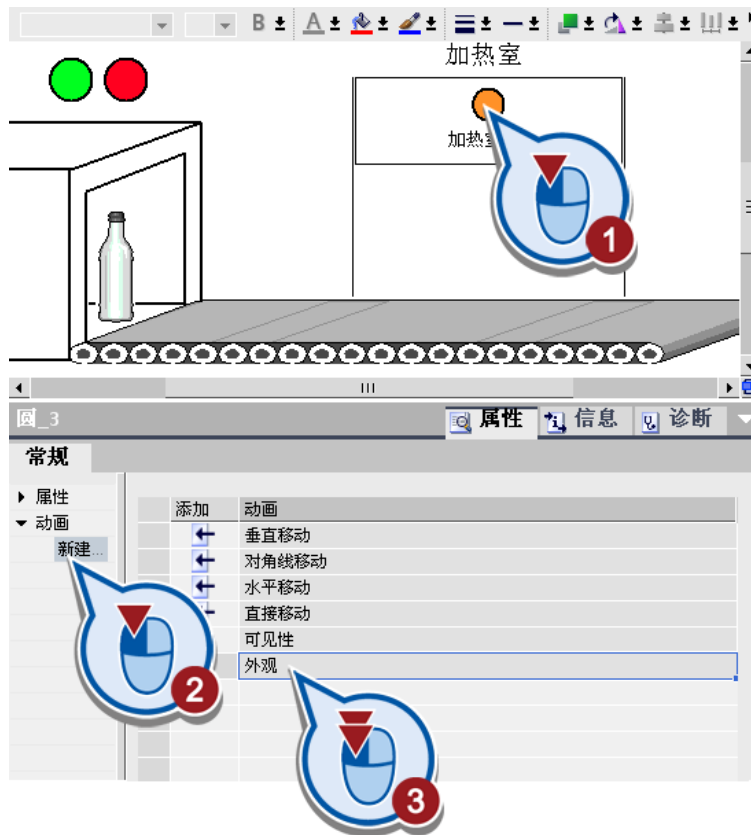 B A
加热室
加热
1
III
圆_3
属性 信息 诊断
常规
属性
动画
新建...
添加 动画
垂直移动
对角线移动
水平移动
直接移动
可见性
外观
2
3